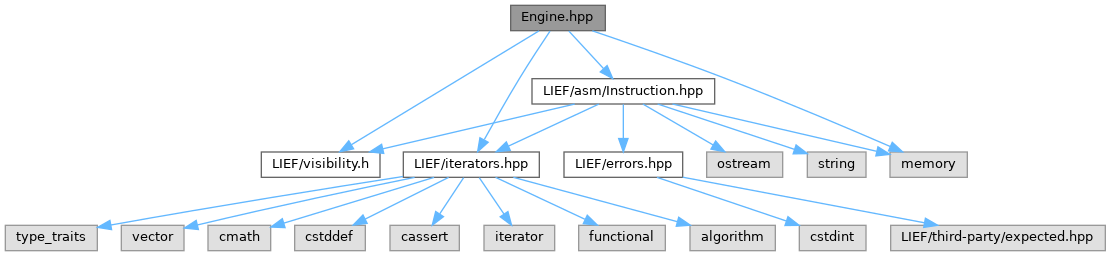 Engine.hpp
LIEF/asm/Instruction.hpp
LIEF/visibility.h
LIEF/iterators.hpp
LIEF/errors.hpp
ostream
string
memory
type_traits
vector
cmath
cstddef
cassert
iterator
functional
algorithm
cstdint
LIEF/third-party/expected.hpp